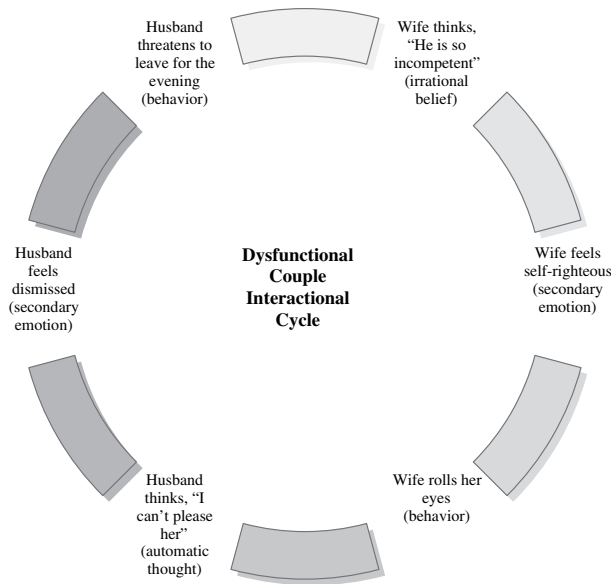 Husband
threatens to
leave for the
evening
(behavior)
Wife thinks,
“He is so
incompetent”
(irrational
belief)
Husband
feels
dismissed
(secondary
emotion)
Dysfunctional
Couple
Interactional
Cycle
Wife feels
self-righteous
(secondary
emotion)
Husband
thinks, “I
can’t please
her”
(automatic
thought)
Wife rolls her
eyes
(behavior)